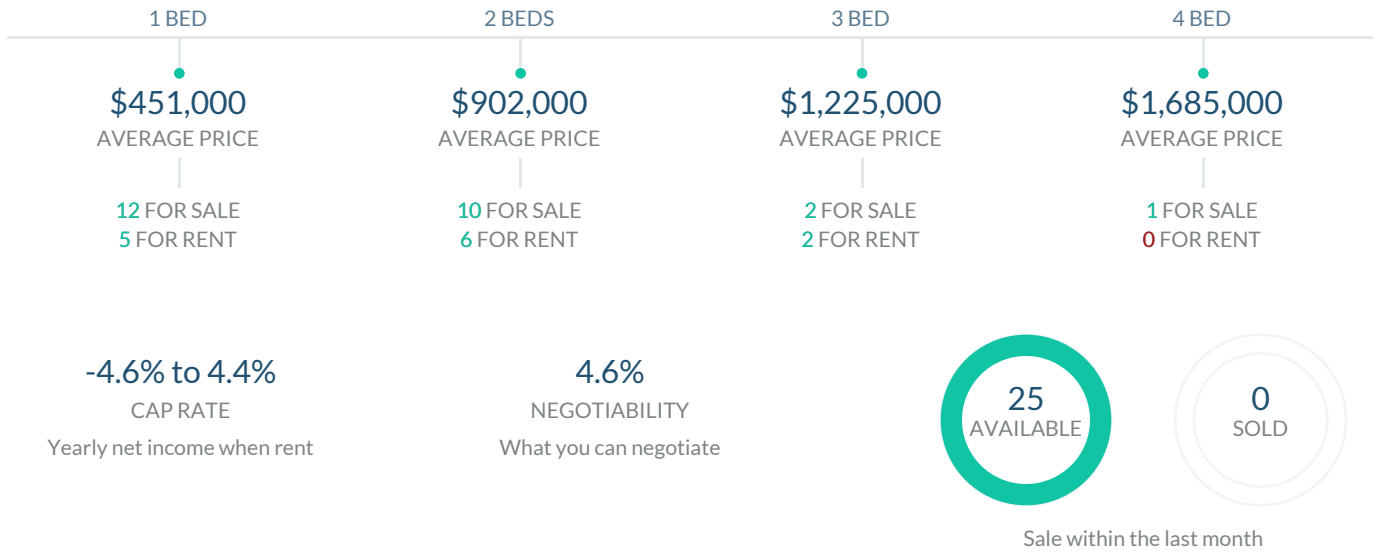 1 BED
2 BEDS
3 BED
4 BED
$451,000
$902,000
$1,225,000
$1,685,000
AVERAGE PRICE
AVERAGE PRICE
AVERAGE PRICE
AVERAGE PRICE
12 FOR SALE
10 FOR SALE
2 FOR SALE
1 FOR SALE
5 FOR RENT
6 FOR RENT
2 FOR RENT
0 FOR RENT
-4.6% to 4.4%
CAP RATE
Yearly net income when rent
4.6%
NEGOTIABILITY
What you can negotiate
25
AVAILABLE
0
SOLD
Sale within the last month